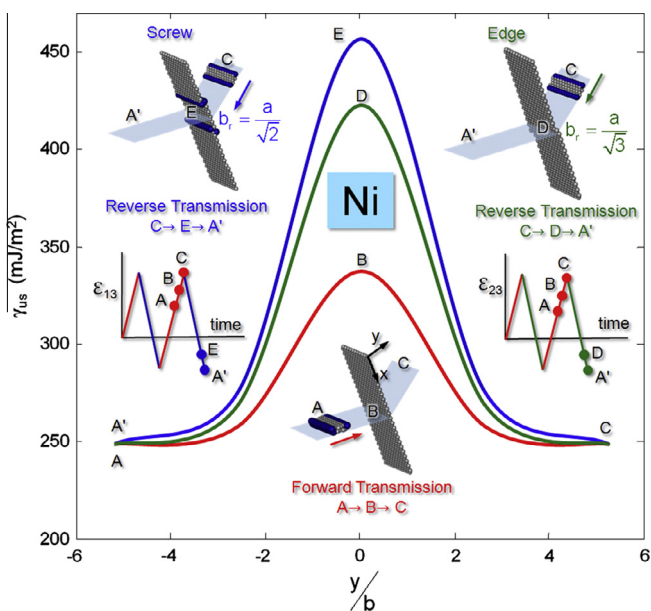 450
400
350
300
250
200
γ̅us (mJ/m²)
Screw
C
A'
E
b_r = a/√2
Reverse Transmission
C→ E→ A'
ε13
C
B
A
time
E
A'
E
D
Ni
B
Edge
C
A'
D
b_r = a/√3
Reverse Transmission
C→ D→ A'
ε23
C
B
A
time
D
A'
y
x
C
A
B
Forward Transmission
A→ B→ C
A'
A
C
-6 -4 -2 0 2 4 6
y/b